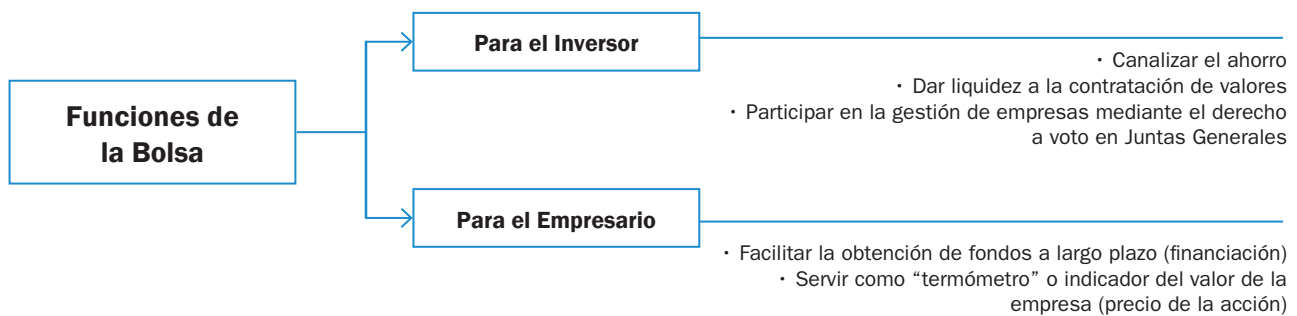 Funciones de
la Bolsa
Para el Inversor
· Canalizar el ahorro
· Dar liquidez a la contratación de valores
· Participar en la gestión de empresas mediante el derecho
a voto en Juntas Generales
Para el Empresario
· Facilitar la obtención de fondos a largo plazo (financiación)
· Servir como “termómetro” o indicador del valor de la
empresa (precio de la acción)